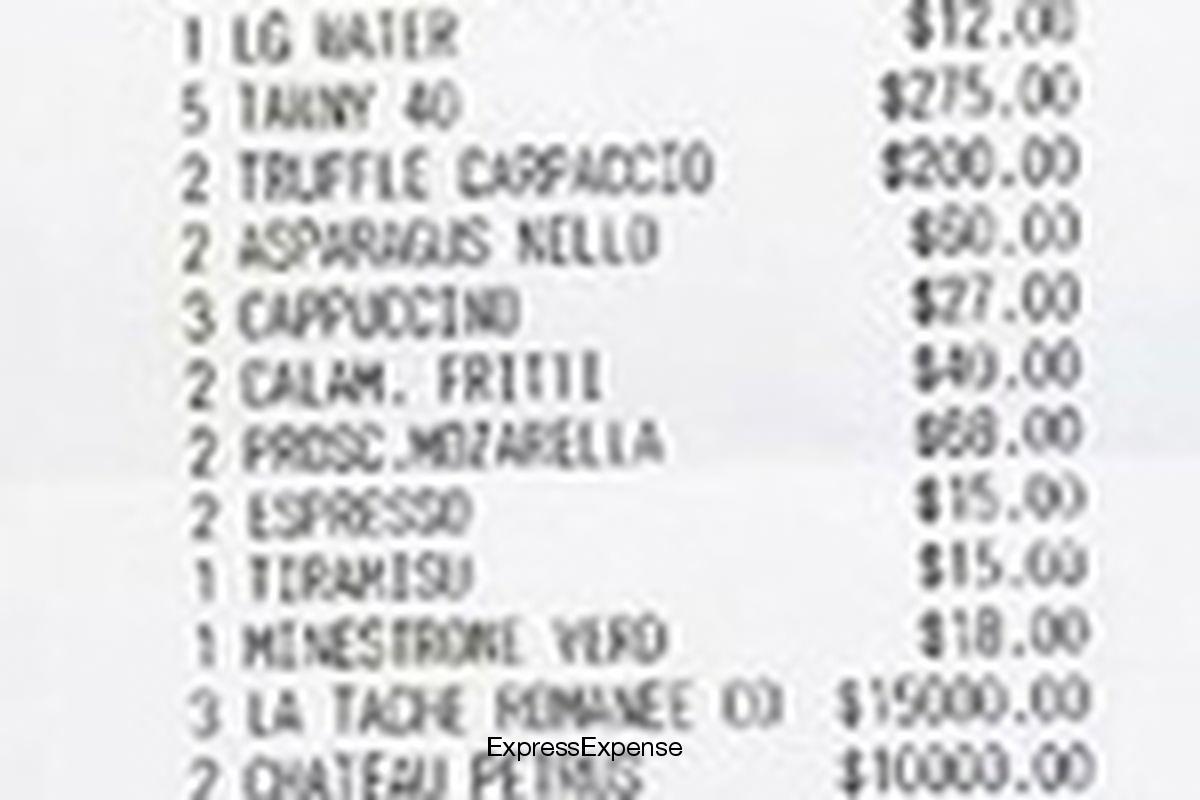 1 LG WATER $12.00
5 TAWNY 40 $275.00
2 TRUFFLE CARPACCIO $200.00
2 ASPARAGUS NELLO $60.00
3 CAPPUCCINO $27.00
2 CALAM. FRITTI
2 PROSC.MOZARELLA $68.00
2 ESPRESSO $15.00
1 TIRAMISU $15.00
1 MINESTRONE VERD $18.00
3 LA TACHE ROMANEE $15000.00
ExpressExpense
2 CHATEAU PETRUS $10000.00